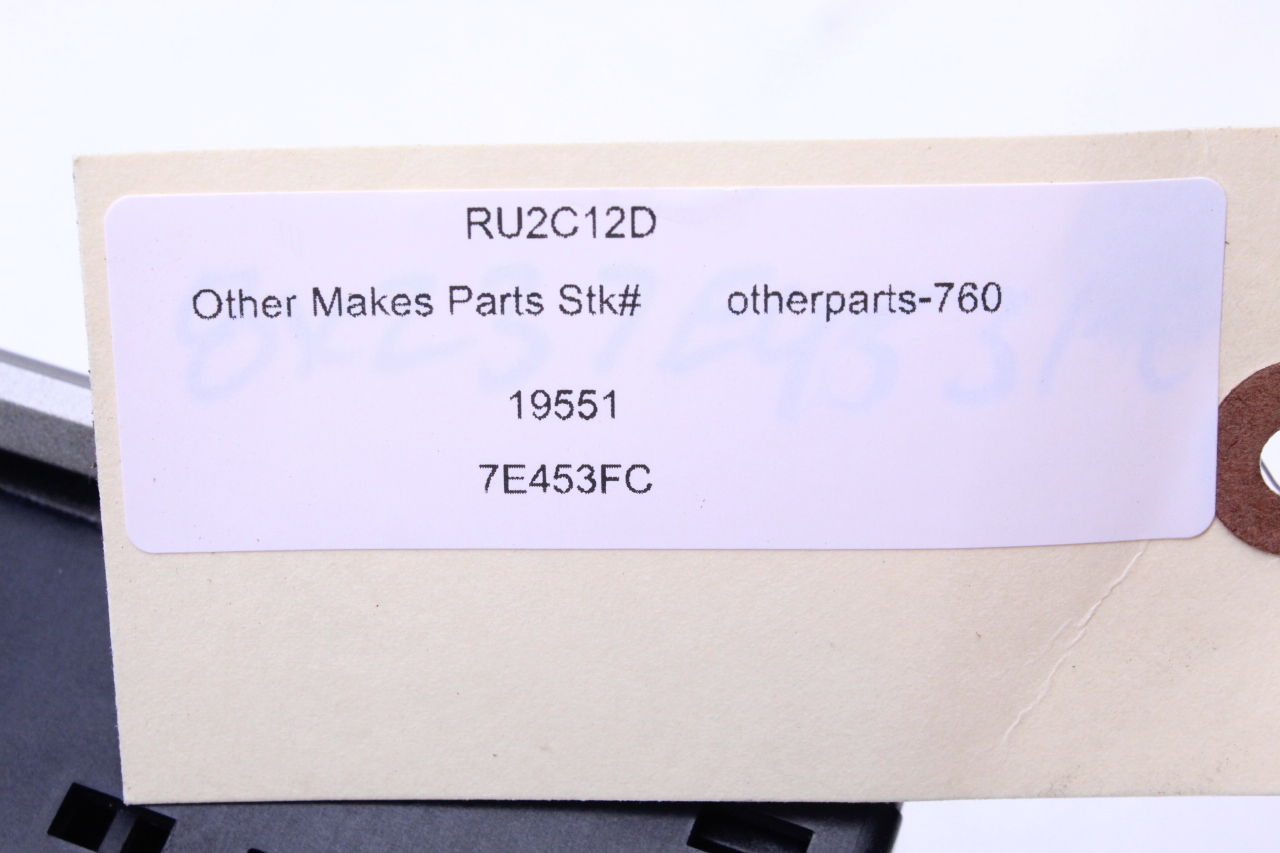 RU2C12D
Other Makes Parts Stk# otherparts-760
19551
7E453FC